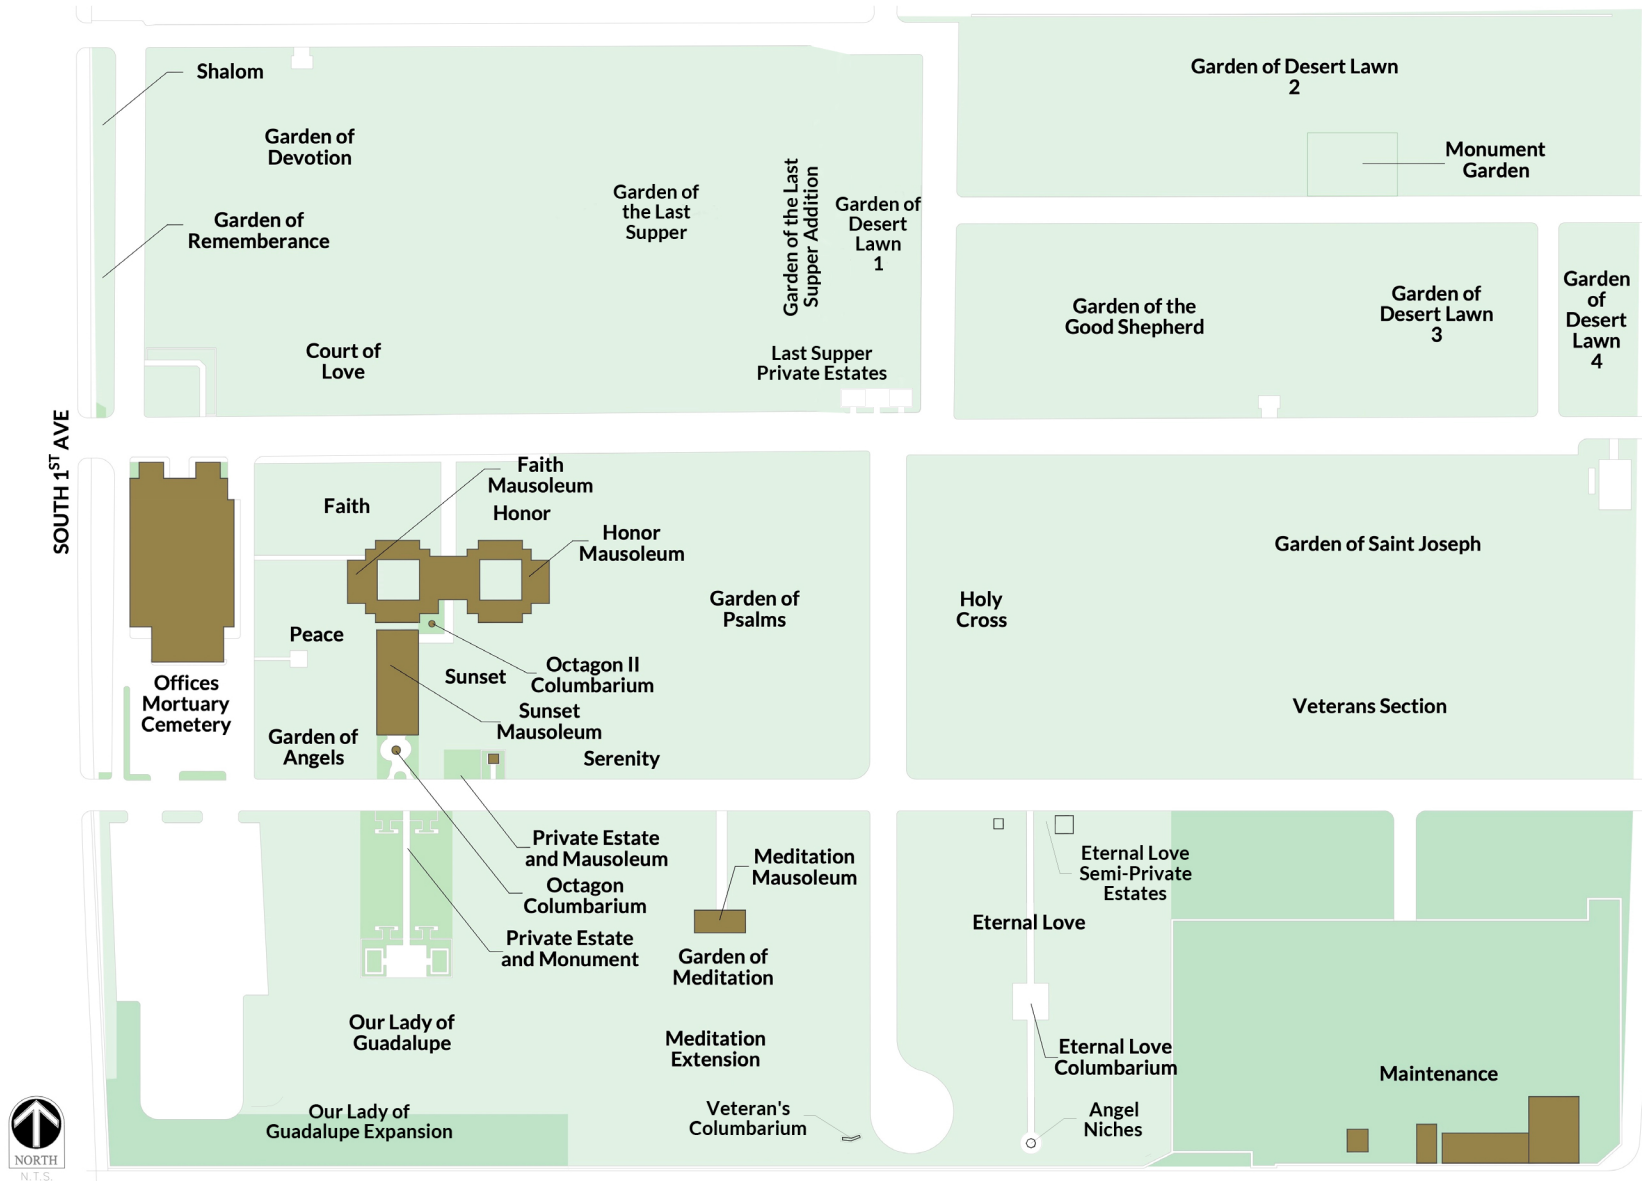 Shalom
Garden of
Devotion
Garden of
Rememberance
Court of
Love
Garden of
the Last
Supper
Garden of the Last
Supper Addition
Garden of
Desert
Lawn
1
Last Supper
Private Estates
Garden of Desert Lawn
2
Monument
Garden
Garden of the
Good Shepherd
Garden of
Desert Lawn
3
Garden
of
Desert
Lawn
4
SOUTH 1ST AVE
Offices
Mortuary
Cemetery
Faith
Faith
Mausoleum
Honor
Honor
Mausoleum
Peace
Octagon II
Columbarium
Sunset
Sunset
Mausoleum
Garden of
Angels
Serenity
Garden of
Psalms
Holy
Cross
Garden of Saint Joseph
Veterans Section
Private Estate
and Mausoleum
Octagon
Columbarium
Private Estate
and Monument
Meditation
Mausoleum
Garden of
Meditation
Meditation
Extension
Our Lady of
Guadalupe
Our Lady of
Guadalupe Expansion
Veteran's
Columbarium
Eternal Love
Semi-Private
Estates
Eternal Love
Eternal Love
Columbarium
Angel
Niches
Maintenance
NORTH
N.T.S.